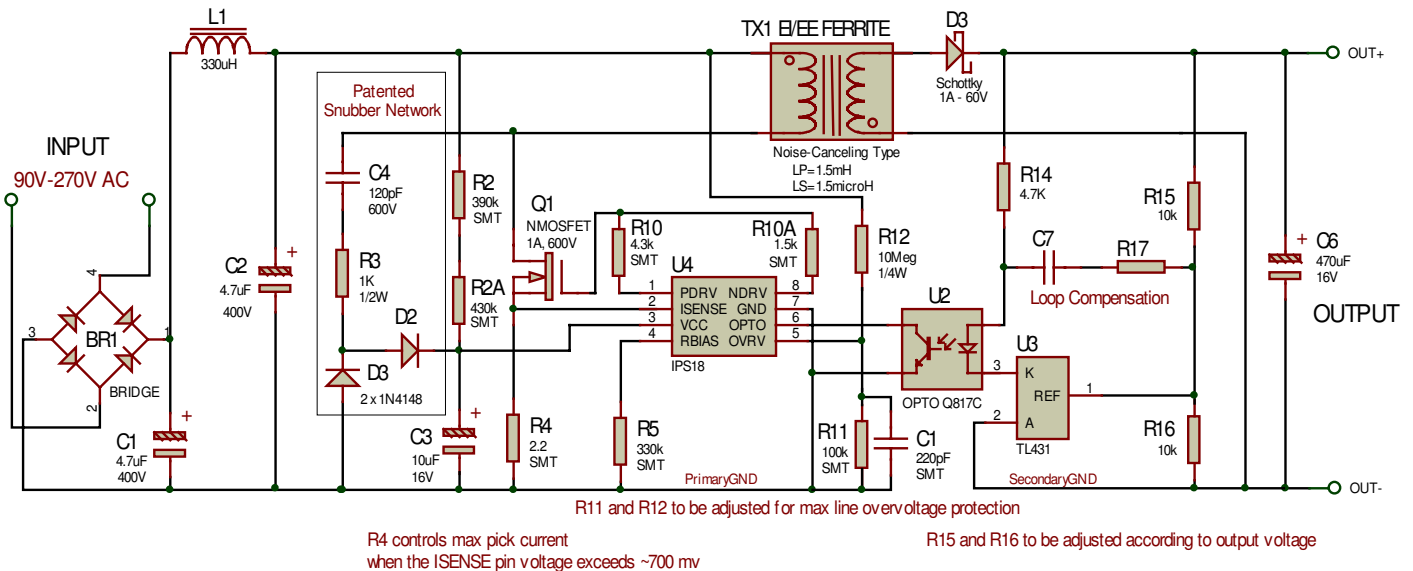 L1
330uH
TX1 EI/EE FERRITE
D3
Schottky
1A - 60V
OUT+
Patented
Snubber Network
INPUT
90V-270V AC
Noise-Canceling Type
LP=1.5mH
LS=1.5microH
C4
120pF
600V
R2
390k
SMT
Q1
NMOSFET
1A, 600V
R10
4.3k
SMT
R10A
1.5k
SMT
R12
10Meg
1/4W
R14
4.7K
R15
10k
C7
R17
Loop Compensation
C6
470uF
16V
OUTPUT
C2
4.7uF
400V
R3
1K
1/2W
R2A
430k
SMT
D2
D3
2 x 1N4148
U4
1 PDRV NDRV 8
2 ISENSE GND 7
3 VCC OPTO 6
4 RBIAS OVRV 5
IPS18
U2
OPTO Q817C
U3
3 K
REF 1
2 A
TL431
4
3
1
2
BR1
BRIDGE
C1
4.7uF
400V
C3
10uF
16V
R4
2.2
SMT
R5
330k
SMT
R11
100k
SMT
C1
220pF
SMT
R16
10k
PrimaryGND
SecondaryGND
OUT-
R11 and R12 to be adjusted for max line overvoltage protection
R4 controls max pick current
when the ISENSE pin voltage exceeds ~700 mv
R15 and R16 to be adjusted according to output voltage